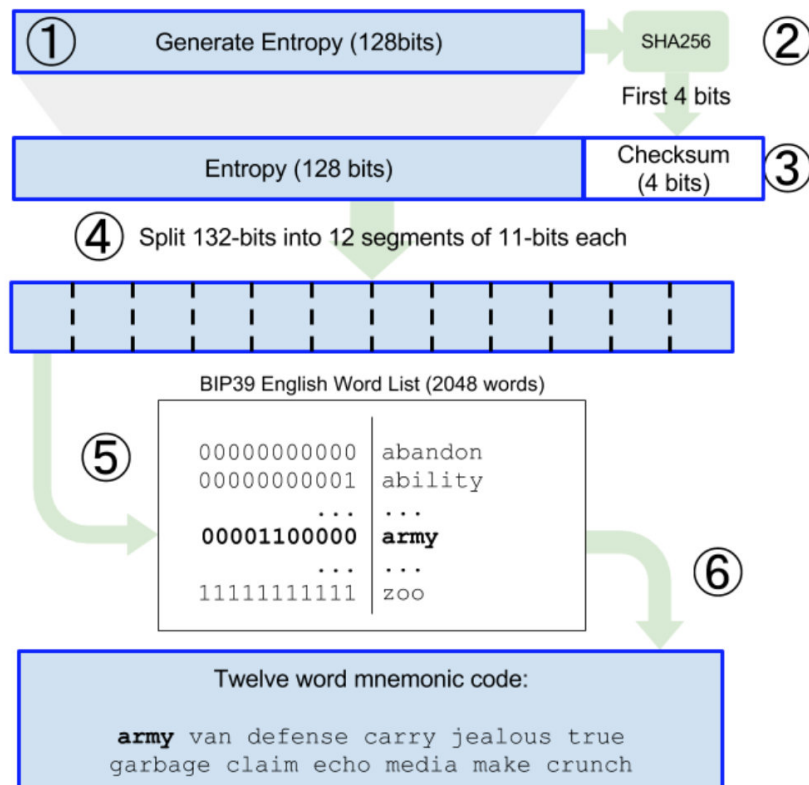 ① Generate Entropy (128bits)
SHA256
②
First 4 bits
Entropy (128 bits)
Checksum
(4 bits)
③
④ Split 132-bits into 12 segments of 11-bits each
BIP39 English Word List (2048 words)
⑤
00000000000 abandon
00000000001 ability
... ...
00001100000 army
... ...
11111111111 zoo
⑥
Twelve word mnemonic code:
army van defense carry jealous true
garbage claim echo media make crunch